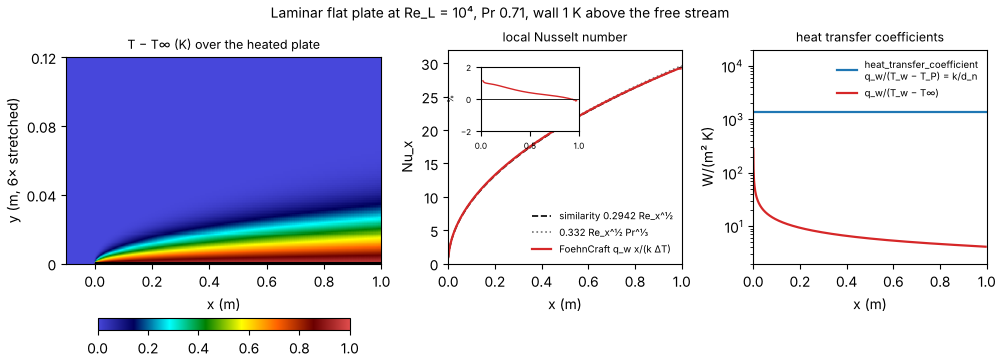 Laminar flat plate at Re_L = 10⁴, Pr 0.71, wall 1 K above the free stream
T − T∞ (K) over the heated plate
y (m, 6× stretched)
0.12
0.08
0.04
0
0.0 0.2 0.4 0.6 0.8 1.0
x (m)
0.0 0.2 0.4 0.6 0.8 1.0
local Nusselt number
Nu_x
30
25
20
15
10
5
0
%
2
0
−2
0.0 0.5 1.0
similarity 0.2942 Re_x^½
0.332 Re_x^½ Pr^⅓
FoehnCraft q_w x/(k ΔT)
0.0 0.2 0.4 0.6 0.8 1.0
x (m)
heat transfer coefficients
W/(m² K)
10⁴
10³
10²
10¹
heat_transfer_coefficient
q_w/(T_w − T_P) = k/d_n
q_w/(T_w − T∞)
0.0 0.2 0.4 0.6 0.8 1.0
x (m)